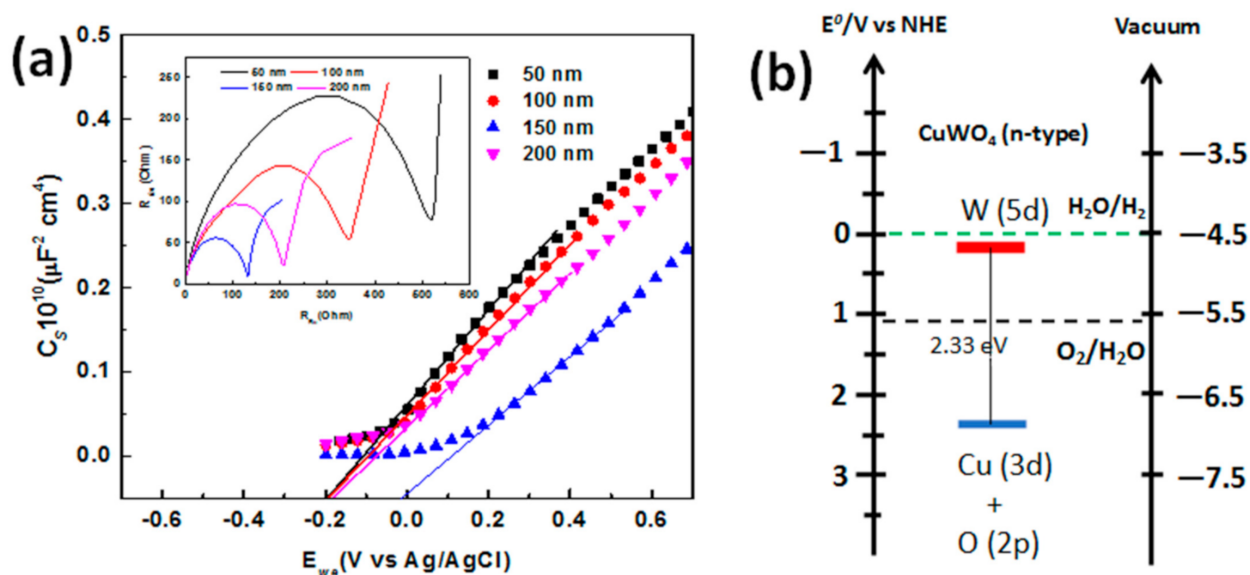 (a)
C_S 10^10 (μF^-2 cm^4)
0.5
0.4
0.3
0.2
0.1
0.0
-0.6 -0.4 -0.2 0.0 0.2 0.4 0.6
E_we (V vs Ag/AgCl)
50 nm
100 nm
150 nm
200 nm
50 nm 100 nm
150 nm 200 nm
(Ohm)
250
200
150
100
50
0
0 100 200 300 400 500 600 700 800
(Ohm)
(b)
E⁰/V vs NHE
Vacuum
CuWO₄ (n-type)
−1
0
1
2
3
W (5d)
H₂O/H₂
2.33 eV
O₂/H₂O
Cu (3d)
+
O (2p)
−3.5
−4.5
−5.5
−6.5
−7.5